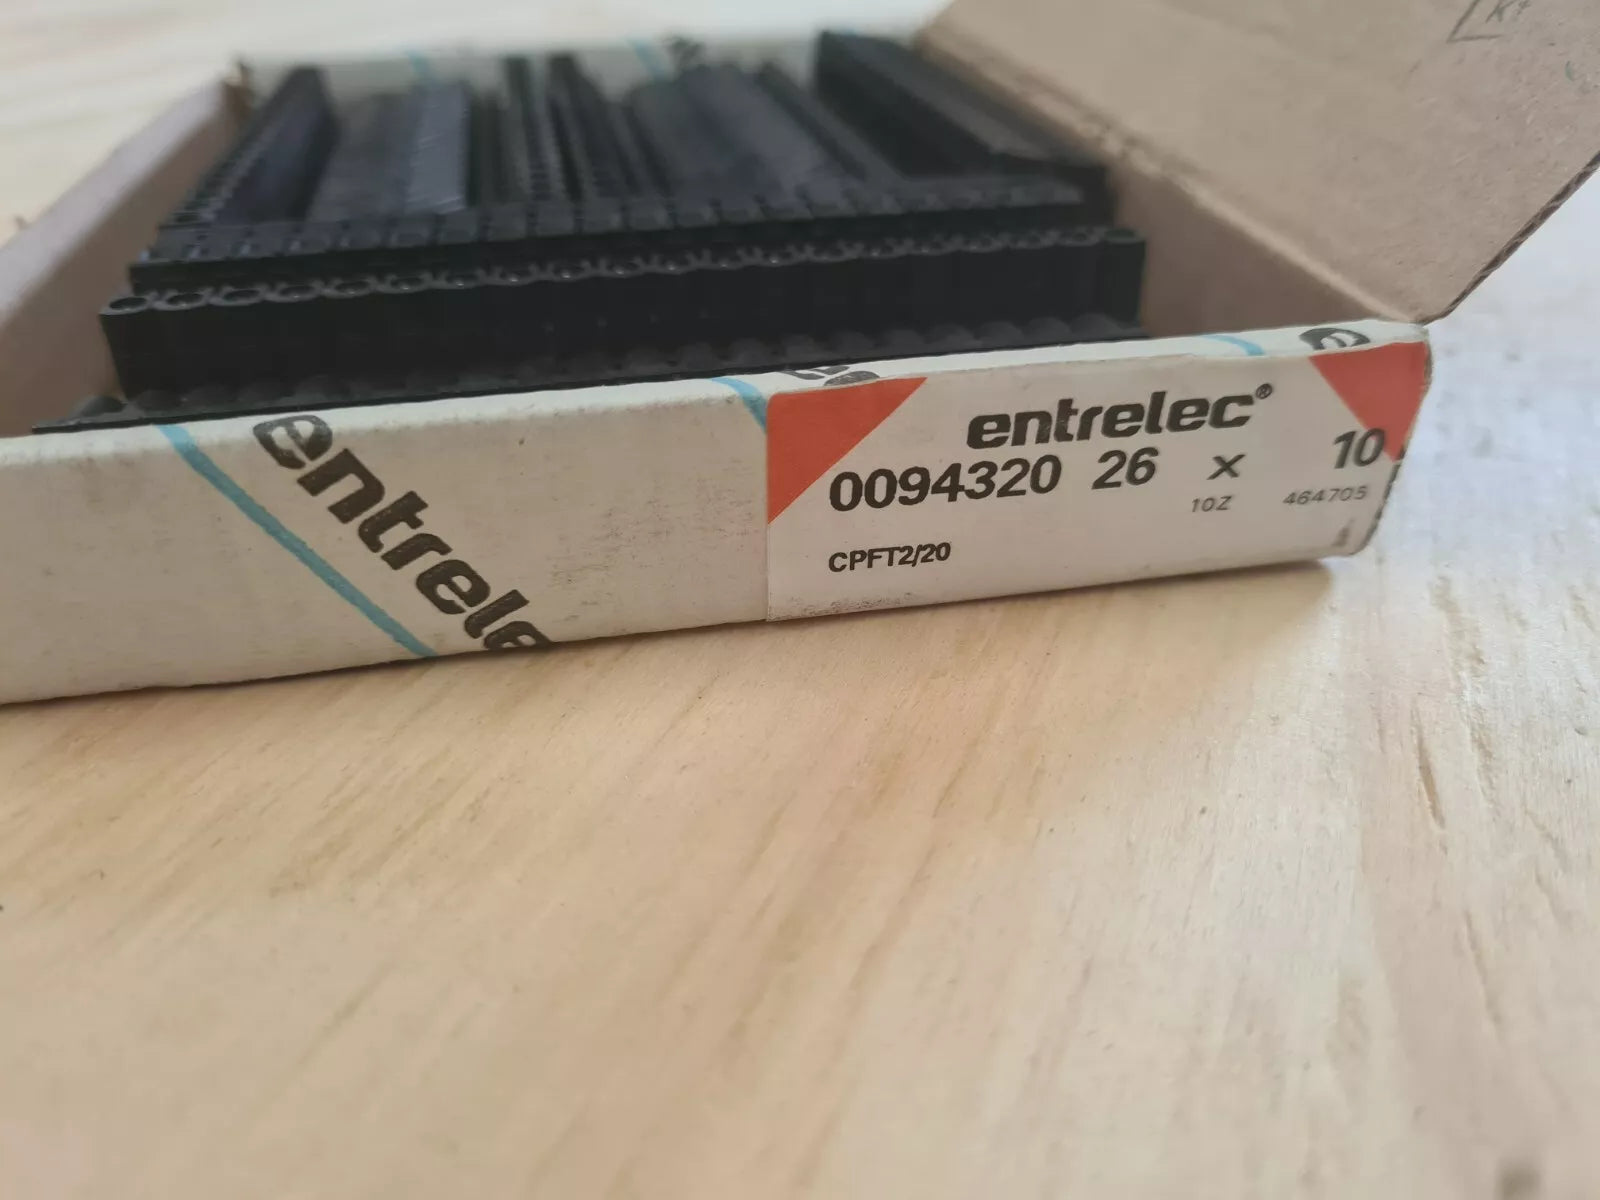 entrelec®
0094320 26 x 10
10Z 464705
CPFT2/20
entrelec